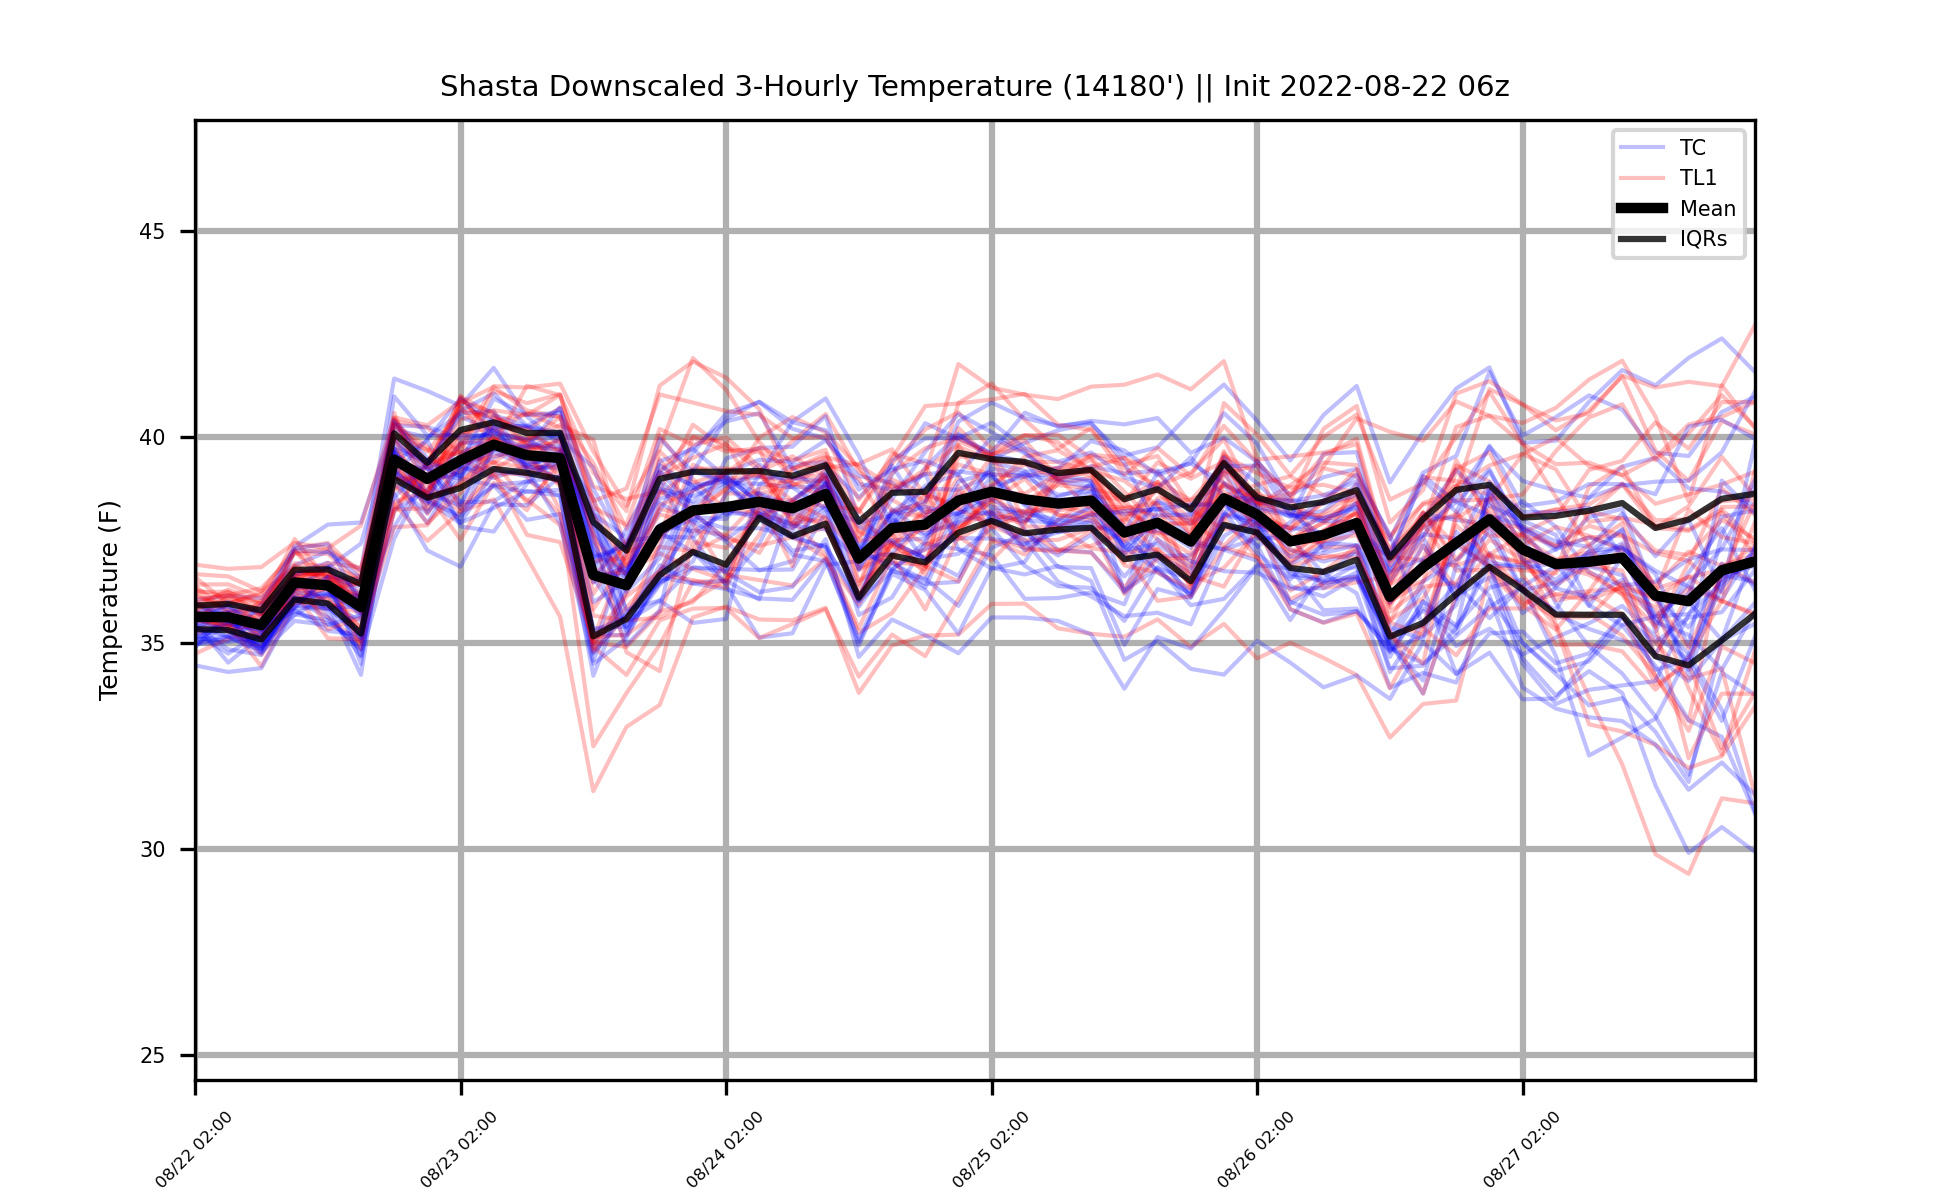 Shasta Downscaled 3-Hourly Temperature (14180') || Init 2022-08-22 06z
TC
TL1
Mean
IQRs
Temperature (F)
45
40
35
30
25
08/22 02:00
08/23 02:00
08/24 02:00
08/25 02:00
08/26 02:00
08/27 02:00